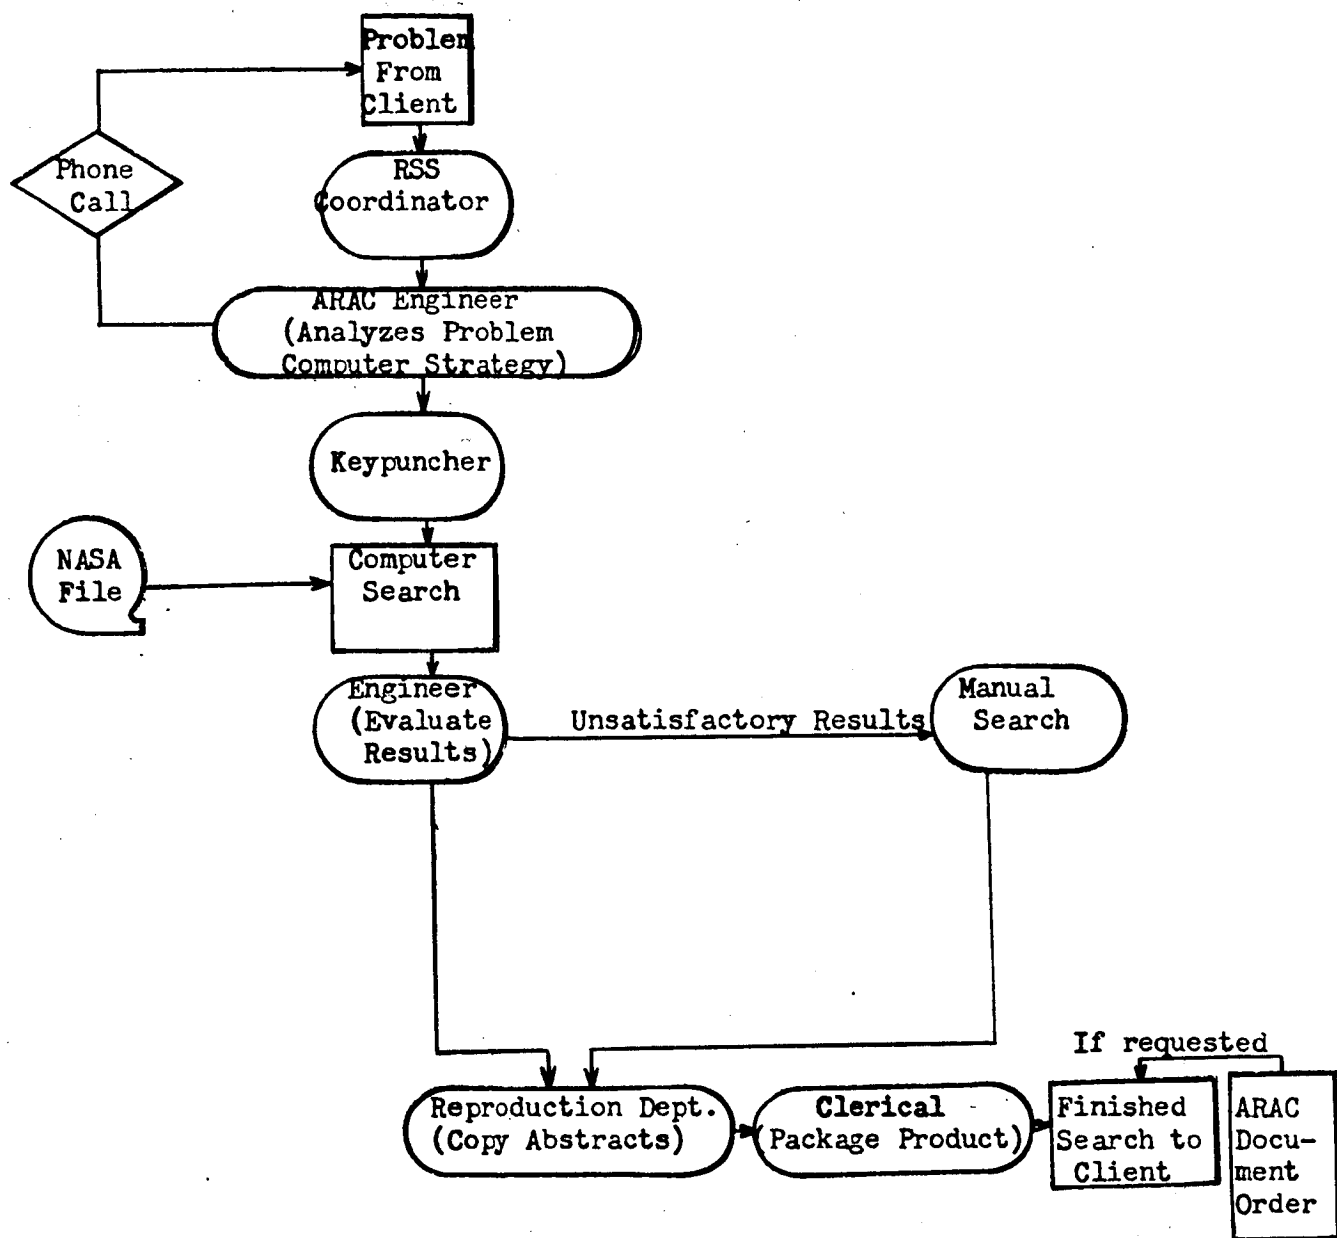 Problem
From
Client
Phone
Call
RSS
Coordinator
ARAC Engineer
(Analyzes Problem
Computer Strategy)
Keypuncher
NASA
File
Computer
Search
Engineer
(Evaluate
Results)
Unsatisfactory Results
Manual
Search
If requested
Reproduction Dept.
(Copy Abstracts)
Clerical
(Package Product)
Finished
Search to
Client
ARAC
Docu-
ment
Order